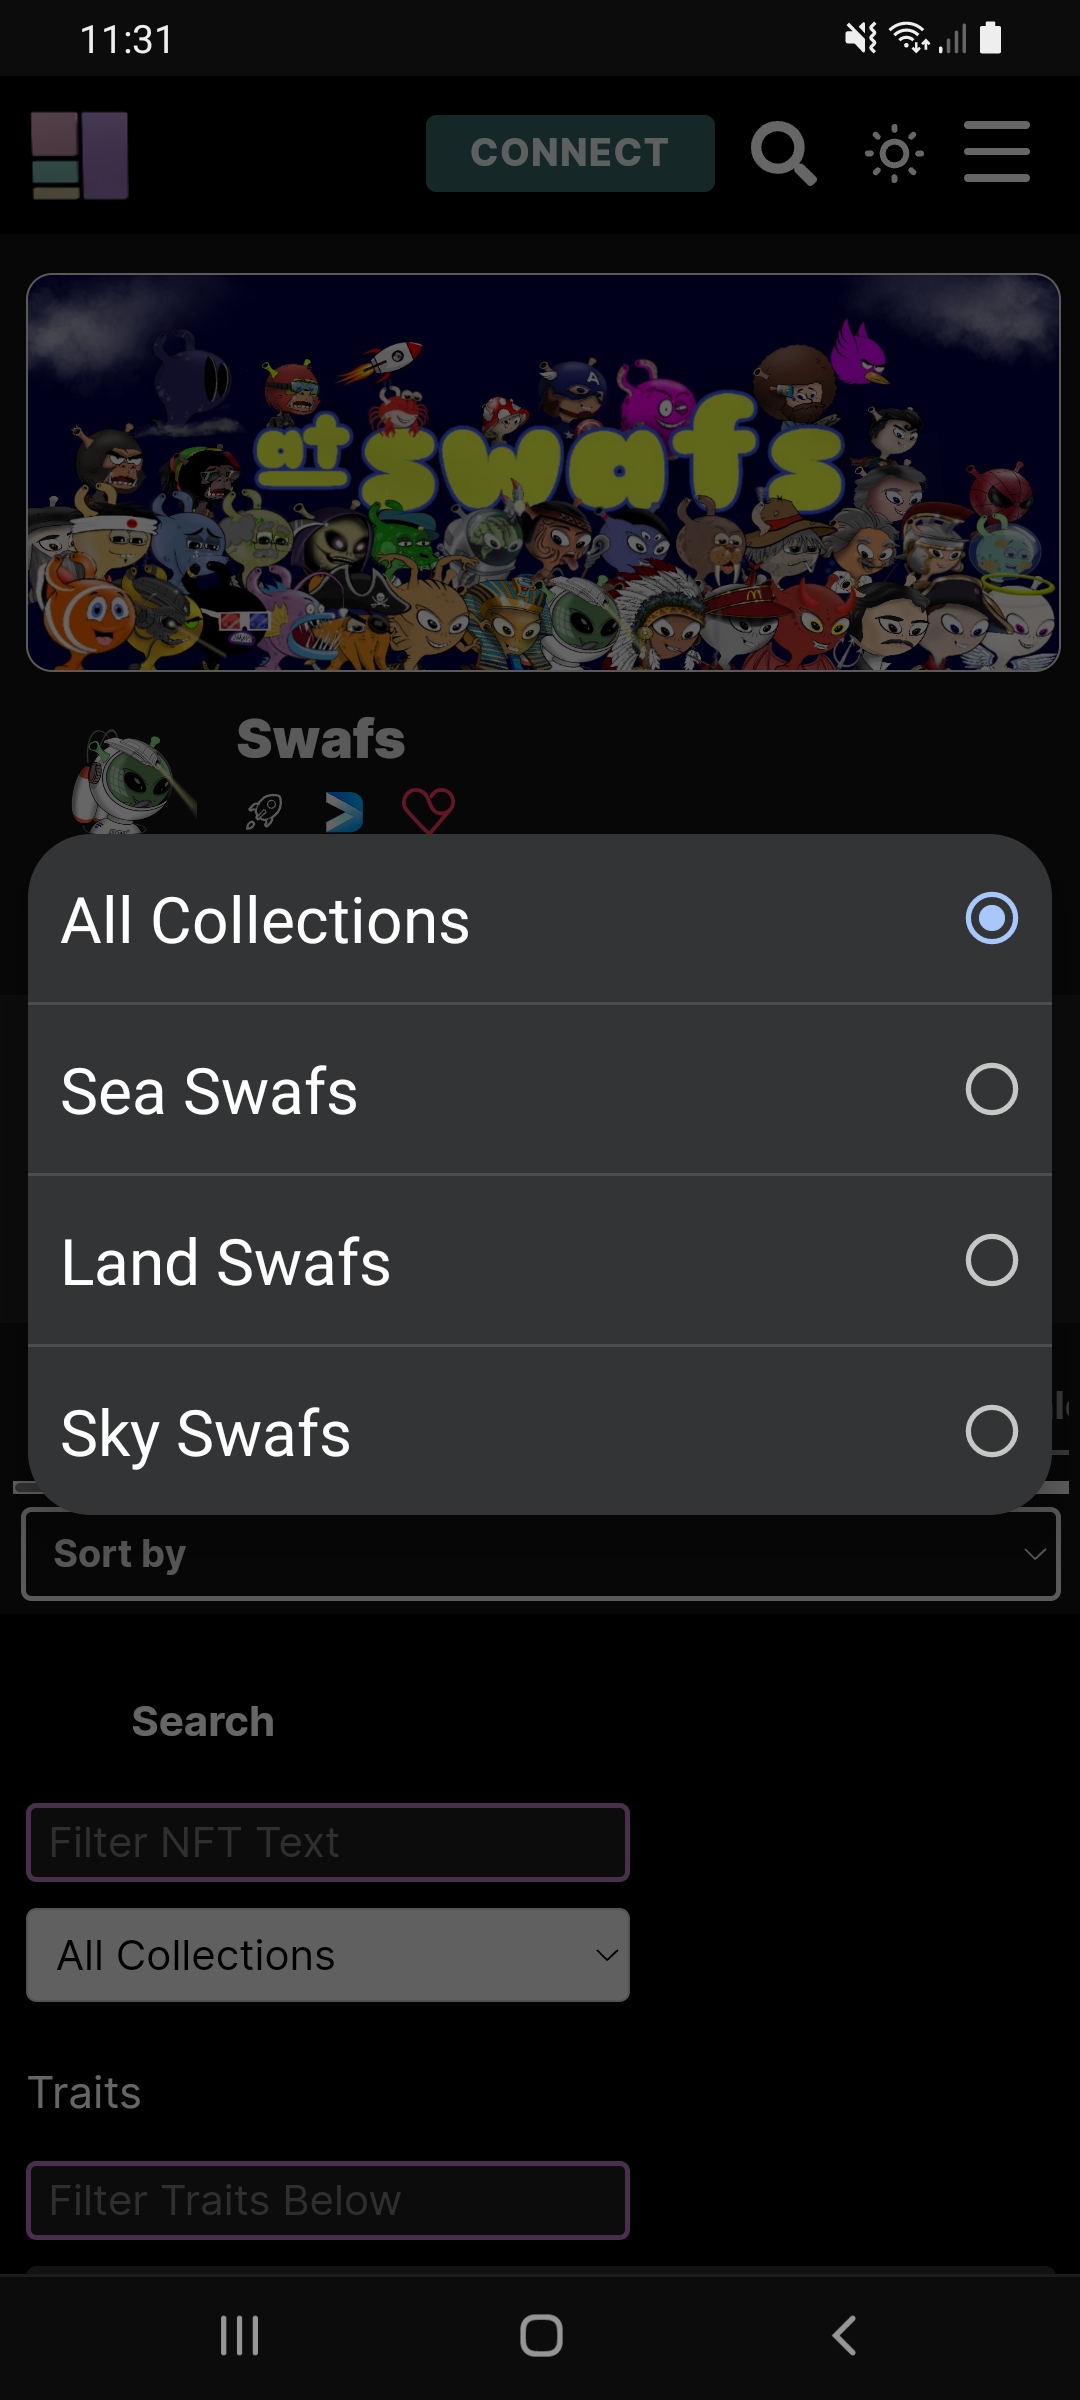 11:31
CONNECT
at swafs
Swafs
All Collections
Sea Swafs
Land Swafs
Sky Swafs
Sort by
Search
Filter NFT Text
All Collections
Traits
Filter Traits Below